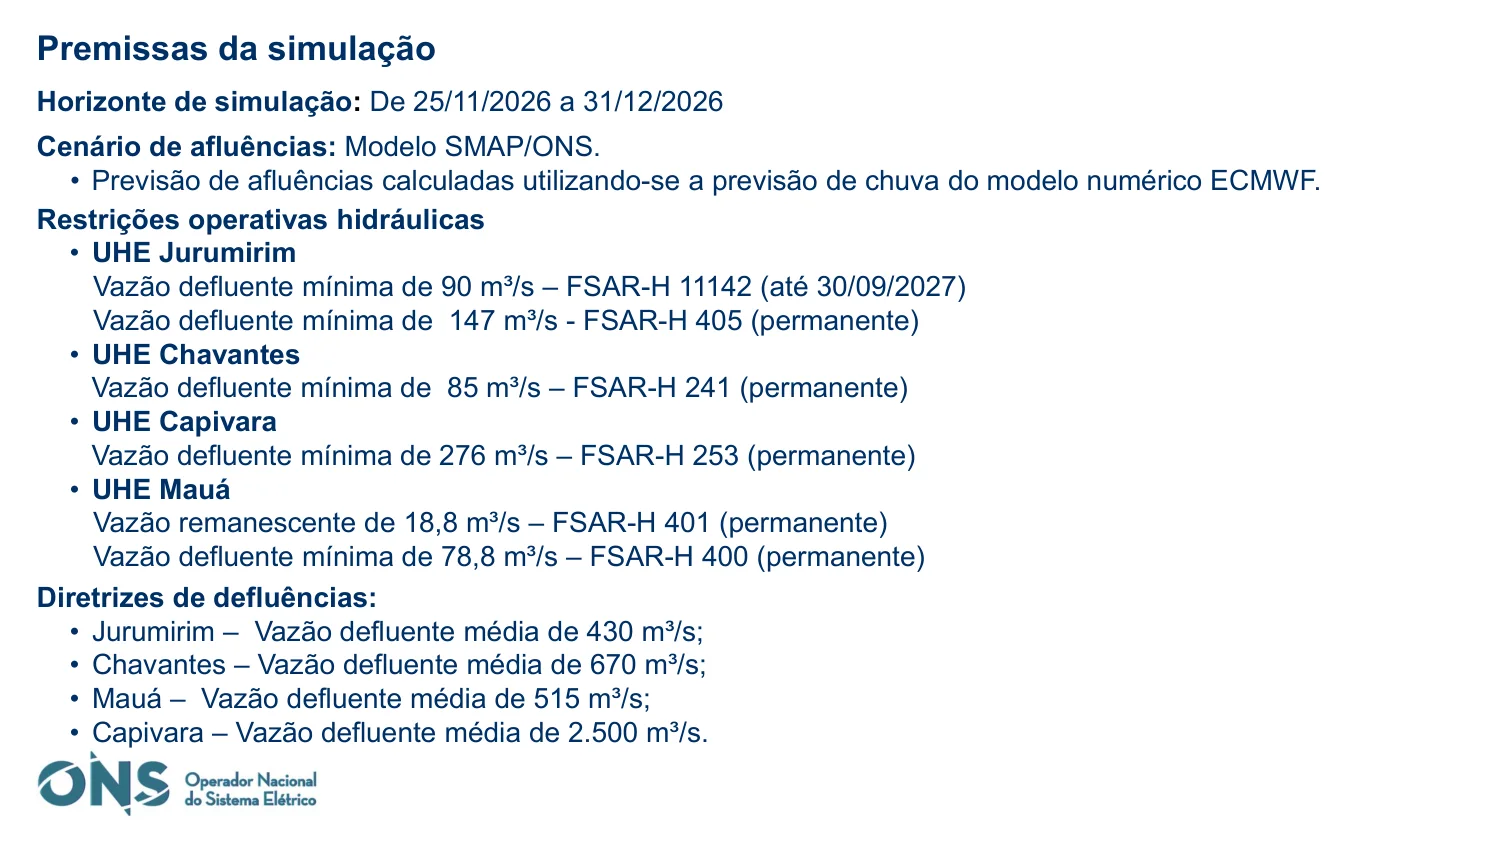 Premissas da simulação
Horizonte de simulação: De 25/11/2026 a 31/12/2026
Cenário de afluências: Modelo SMAP/ONS.
• Previsão de afluências calculadas utilizando-se a previsão de chuva do modelo numérico ECMWF.
Restrições operativas hidráulicas
• UHE Jurumirim
Vazão defluente mínima de 90 m³/s – FSAR-H 11142 (até 30/09/2027)
Vazão defluente mínima de 147 m³/s - FSAR-H 405 (permanente)
• UHE Chavantes
Vazão defluente mínima de 85 m³/s – FSAR-H 241 (permanente)
• UHE Capivara
Vazão defluente mínima de 276 m³/s – FSAR-H 253 (permanente)
• UHE Mauá
Vazão remanescente de 18,8 m³/s – FSAR-H 401 (permanente)
Vazão defluente mínima de 78,8 m³/s – FSAR-H 400 (permanente)
Diretrizes de defluências:
• Jurumirim – Vazão defluente média de 430 m³/s;
• Chavantes – Vazão defluente média de 670 m³/s;
• Mauá – Vazão defluente média de 515 m³/s;
• Capivara – Vazão defluente média de 2.500 m³/s.
ONS Operador Nacional
do Sistema Elétrico